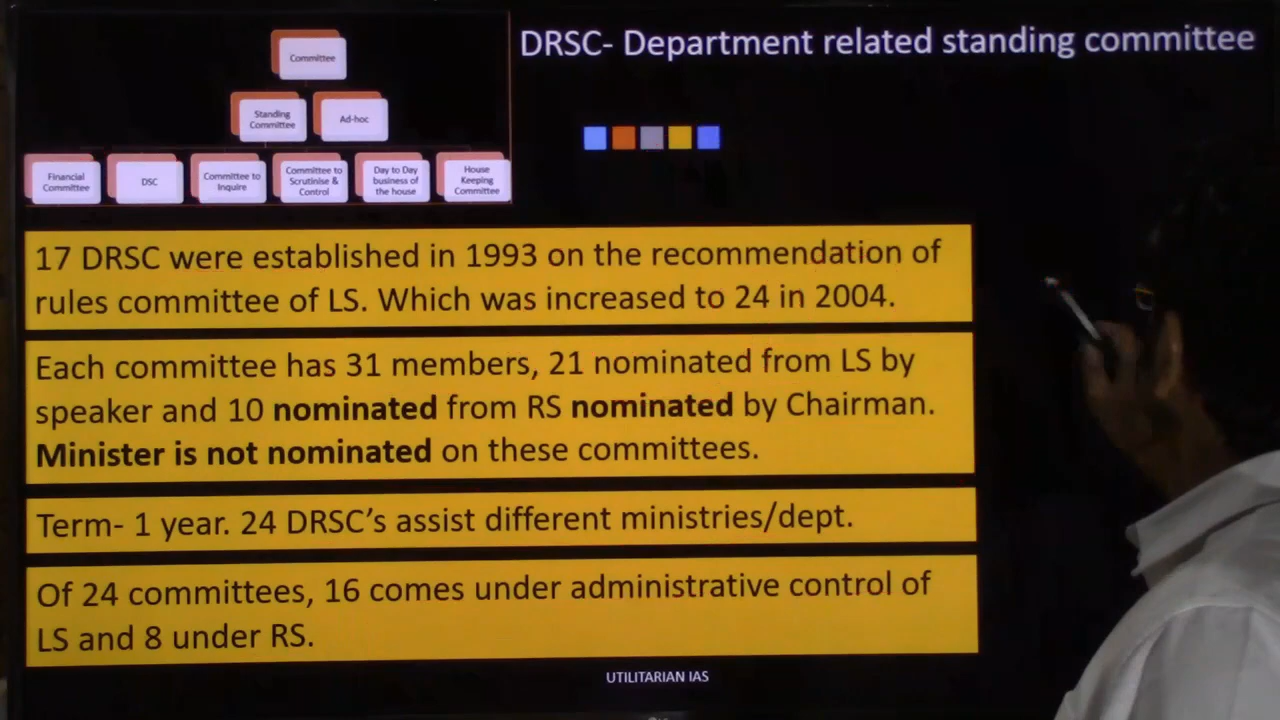 DRSC- Department related standing committee
Committee
Standing
Committee
Ad-hoc
Financial
Committee
DSC
Committee to
Inquire
Committee to
Scrutinise &
Control
Day to Day
business of
the house
House
Keeping
Committee
17 DRSC were established in 1993 on the recommendation of
rules committee of LS. Which was increased to 24 in 2004.
Each committee has 31 members, 21 nominated from LS by
speaker and 10 nominated from RS nominated by Chairman.
Minister is not nominated on these committees.
Term- 1 year. 24 DRSC’s assist different ministries/dept.
Of 24 committees, 16 comes under administrative control of
LS and 8 under RS.
UTILITARIAN IAS